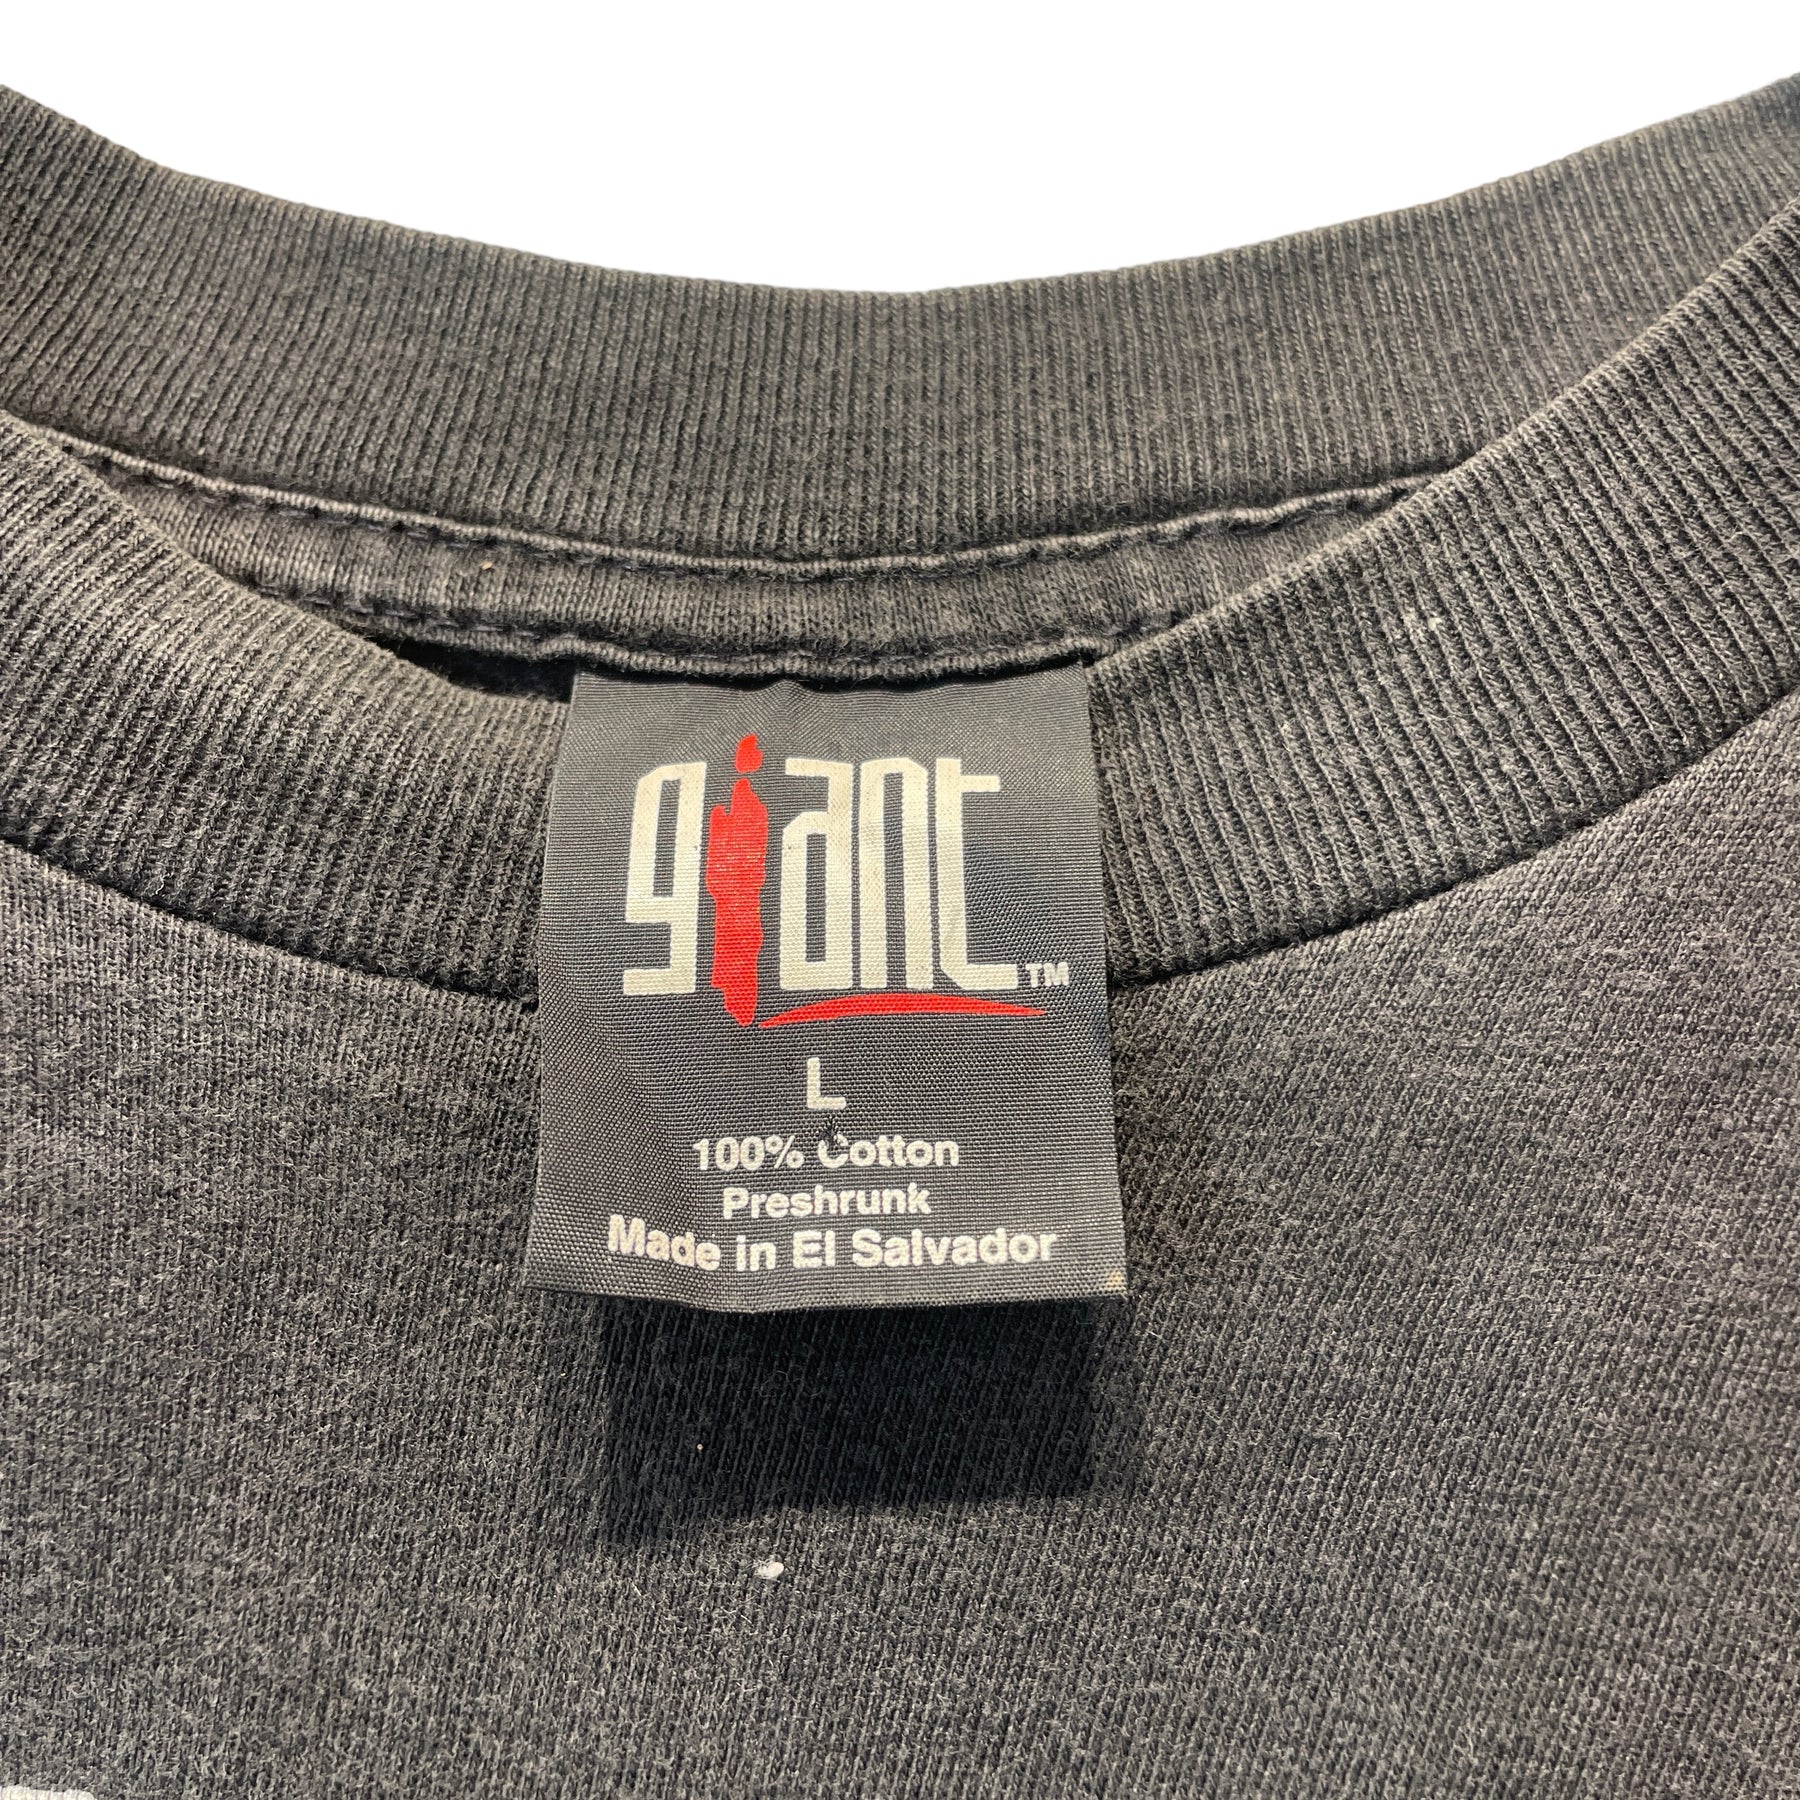 giant™
L
100% Cotton
Preshrunk
Made in El Salvador